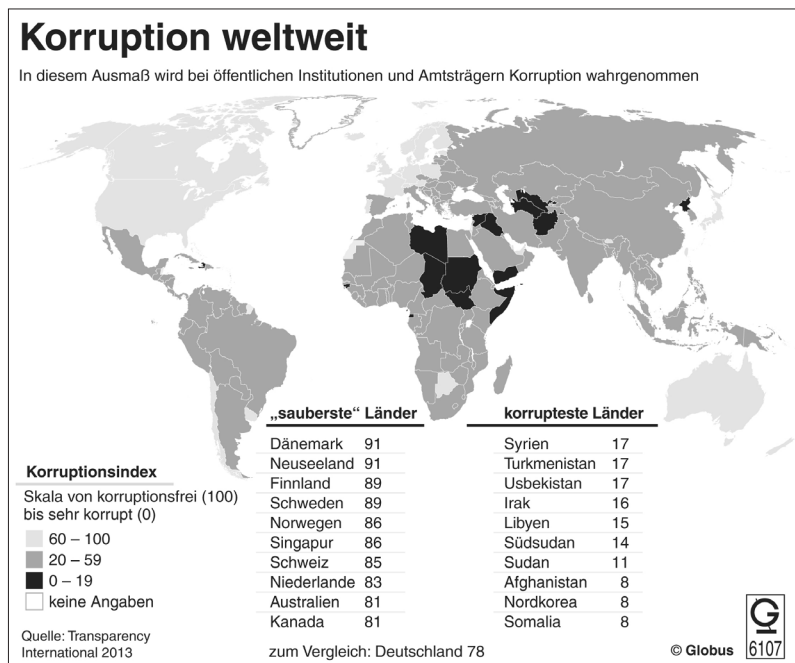 Korruption weltweit
In diesem Ausmaß wird bei öffentlichen Institutionen und Amtsträgern Korruption wahrgenommen
„sauberste“ Länder
Dänemark 91
Neuseeland 91
Finnland 89
Schweden 89
Norwegen 86
Singapur 86
Schweiz 85
Niederlande 83
Australien 81
Kanada 81
zum Vergleich: Deutschland 78
korrupteste Länder
Syrien 17
Turkmenistan 17
Usbekistan 17
Irak 16
Libyen 15
Südsudan 14
Sudan 11
Afghanistan 8
Nordkorea 8
Somalia 8
Korruptionsindex
Skala von korruptionsfrei (100)
bis sehr korrupt (0)
60 – 100
20 – 59
0 – 19
keine Angaben
Quelle: Transparency
International 2013
© Globus
G
6107